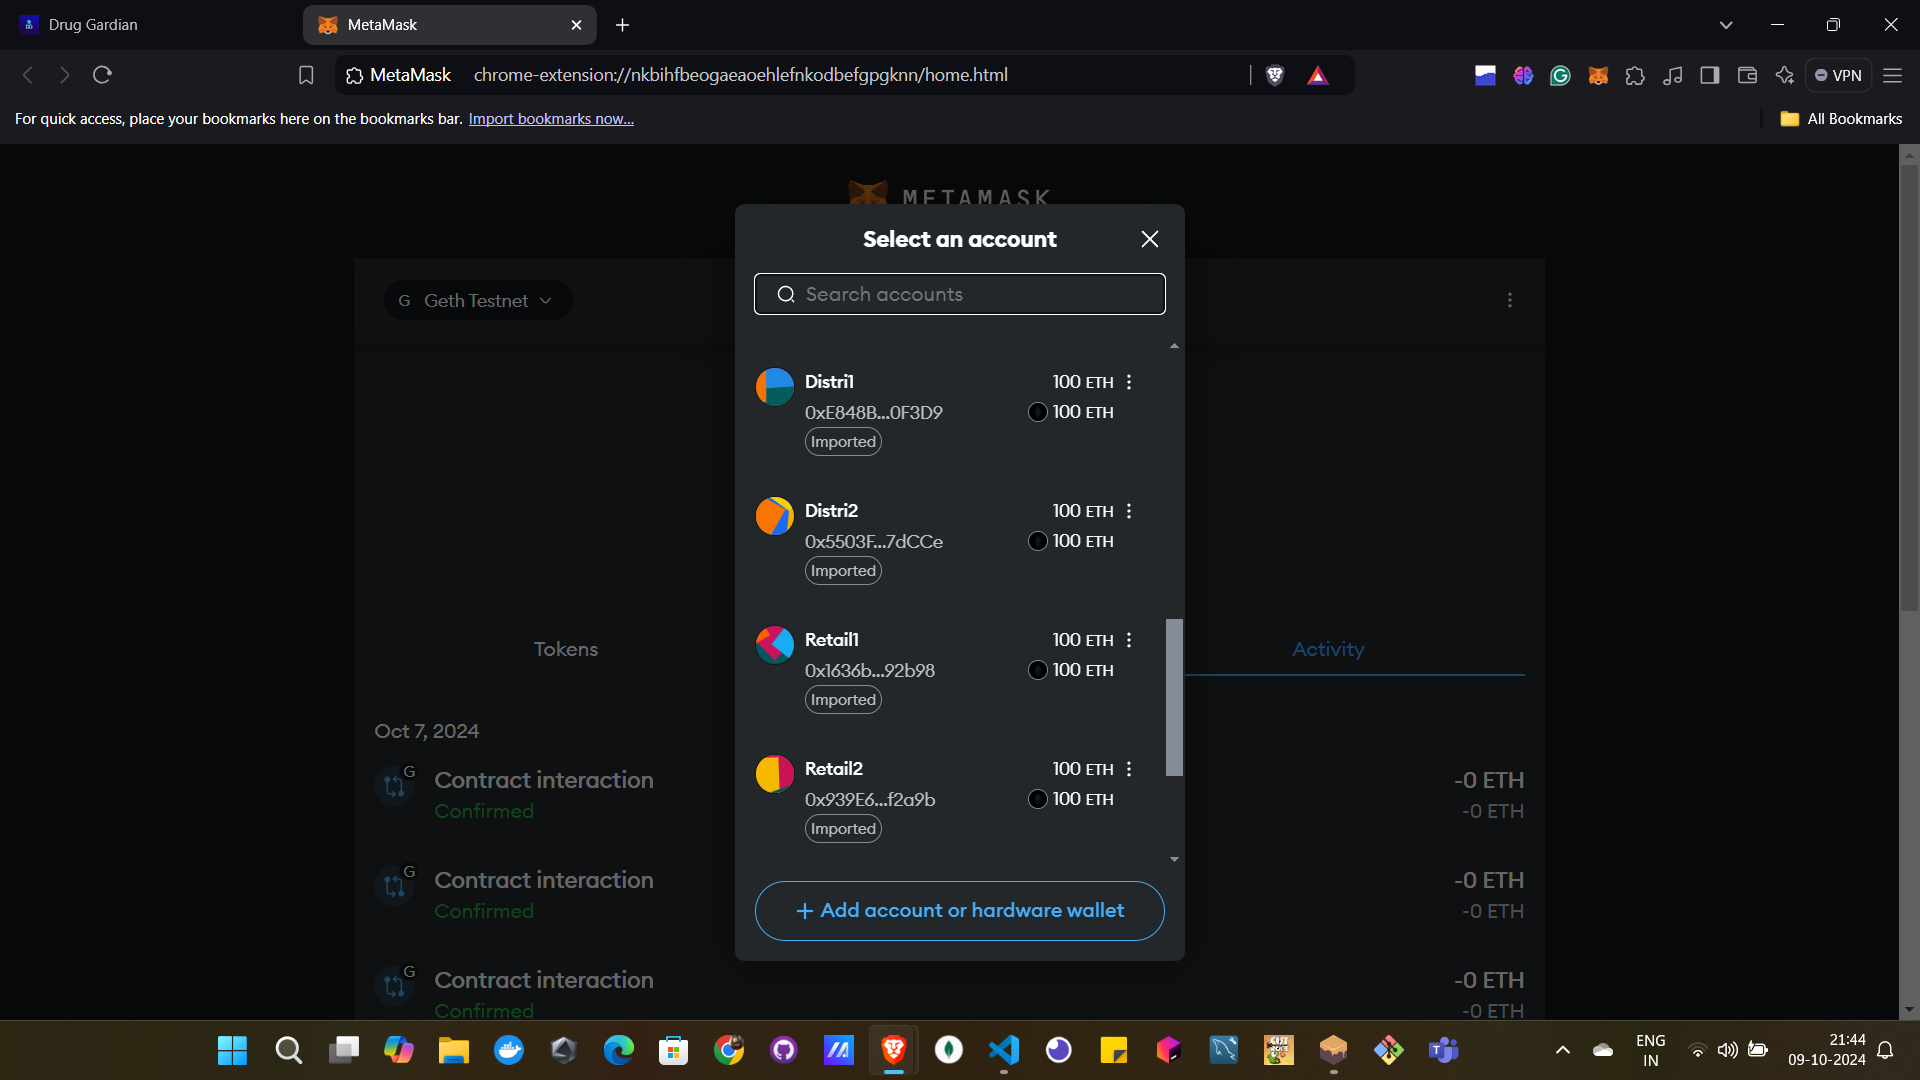 Drug Gardian
MetaMask
MetaMask chrome-extension://nkbihfbeogaeaoehlefnkodbefgpgknn/home.html
VPN
For quick access, place your bookmarks here on the bookmarks bar. Import bookmarks now...
All Bookmarks
METAMASK
Select an account
Search accounts
G Geth Testnet
Distri1 100 ETH
0xE848B...0F3D9 100 ETH
Imported
Distri2 100 ETH
0x5503F...7dCCe 100 ETH
Imported
Retail1 100 ETH
0x1636b...92b98 100 ETH
Imported
Retail2 100 ETH
0x939E6...f2a9b 100 ETH
Imported
+ Add account or hardware wallet
Tokens
Activity
Oct 7, 2024
G
Contract interaction -0 ETH
Confirmed -0 ETH
G
Contract interaction -0 ETH
Confirmed -0 ETH
G
Contract interaction -0 ETH
Confirmed -0 ETH
ENG
IN
21:44
09-10-2024